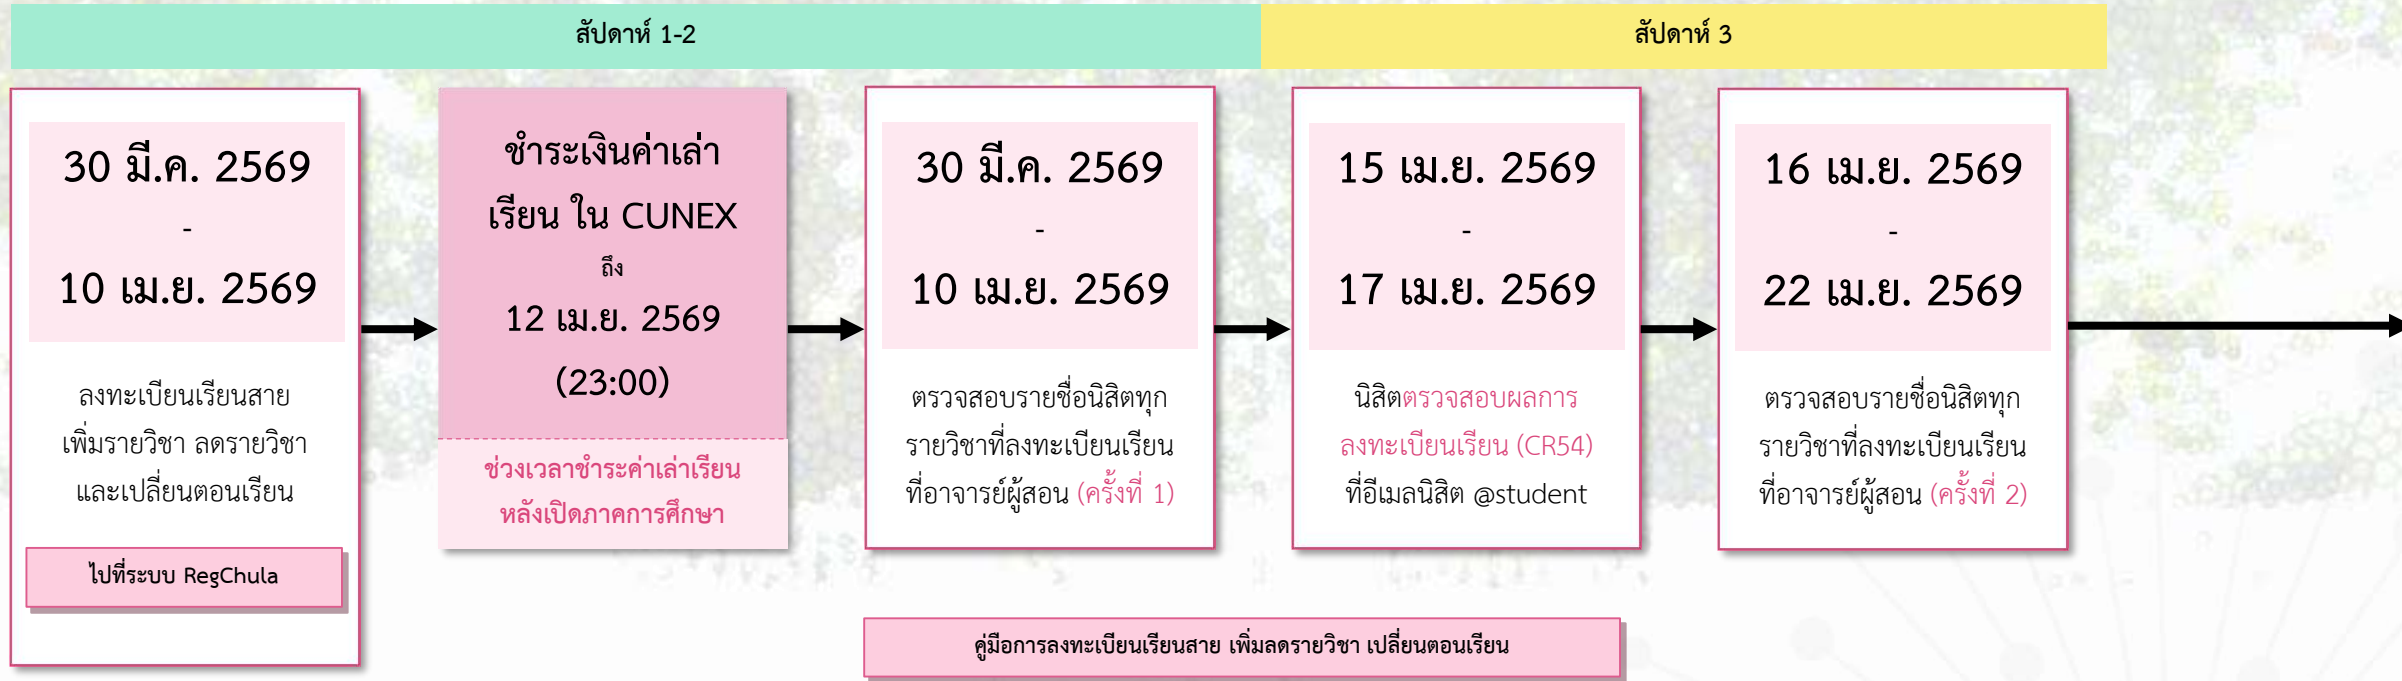 สัปดาห์ 1-2
สัปดาห์ 3
30 มี.ค. 2569
-
10 เม.ย. 2569
ลงทะเบียนเรียนสาย
เพิ่มรายวิชา ลดรายวิชา
และเปลี่ยนตอนเรียน
ไปที่ระบบ RegChula
ชำระเงินค่าเล่า
เรียน ใน CUNEX
ถึง
12 เม.ย. 2569
(23:00)
ช่วงเวลาชำระค่าเล่าเรียน
หลังเปิดภาคการศึกษา
30 มี.ค. 2569
-
10 เม.ย. 2569
ตรวจสอบรายชื่อนิสิตทุก
รายวิชาที่ลงทะเบียนเรียน
ที่อาจารย์ผู้สอน (ครั้งที่ 1)
15 เม.ย. 2569
-
17 เม.ย. 2569
นิสิตตรวจสอบผลการ
ลงทะเบียนเรียน (CR54)
ที่อีเมลนิสิต @student
16 เม.ย. 2569
-
22 เม.ย. 2569
ตรวจสอบรายชื่อนิสิตทุก
รายวิชาที่ลงทะเบียนเรียน
ที่อาจารย์ผู้สอน (ครั้งที่ 2)
คู่มือการลงทะเบียนเรียนสาย เพิ่มลดรายวิชา เปลี่ยนตอนเรียน